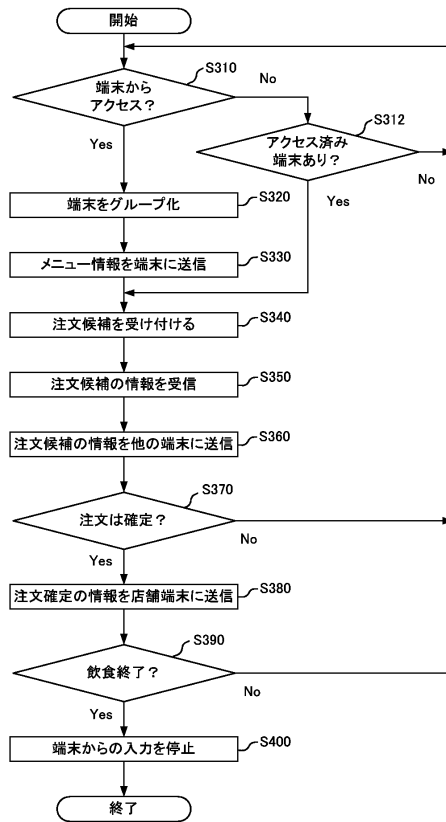 開始
S310
端末から
アクセス?
No
S312
アクセス済み
端末あり?
No
Yes
Yes
S320
端末をグループ化
S330
メニュー情報を端末に送信
S340
注文候補を受け付ける
S350
注文候補の情報を受信
S360
注文候補の情報を他の端末に送信
S370
注文は確定?
No
Yes
S380
注文確定の情報を店舗端末に送信
S390
飲食終了?
No
Yes
S400
端末からの入力を停止
終了